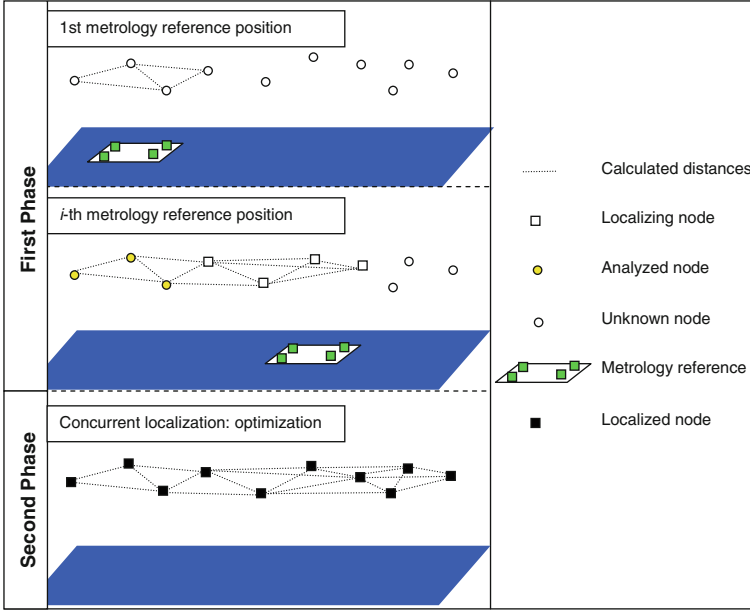 First Phase
1st metrology reference position
i-th metrology reference position
Second Phase
Concurrent localization: optimization
Calculated distances
Localizing node
Analyzed node
Unknown node
Metrology reference
Localized node